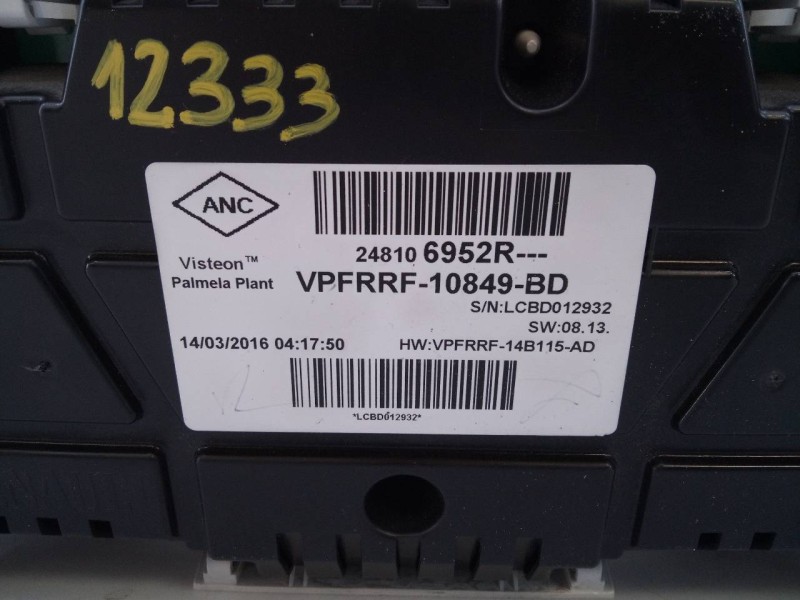 12333
ANC
24810 6952R---
Visteon™
Palmela Plant
VPFRRF-10849-BD
S/N:LCBD012932
SW:08.13.
14/03/2016 04:17:50
HW:VPFRRF-14B115-AD
*LCBD012932*